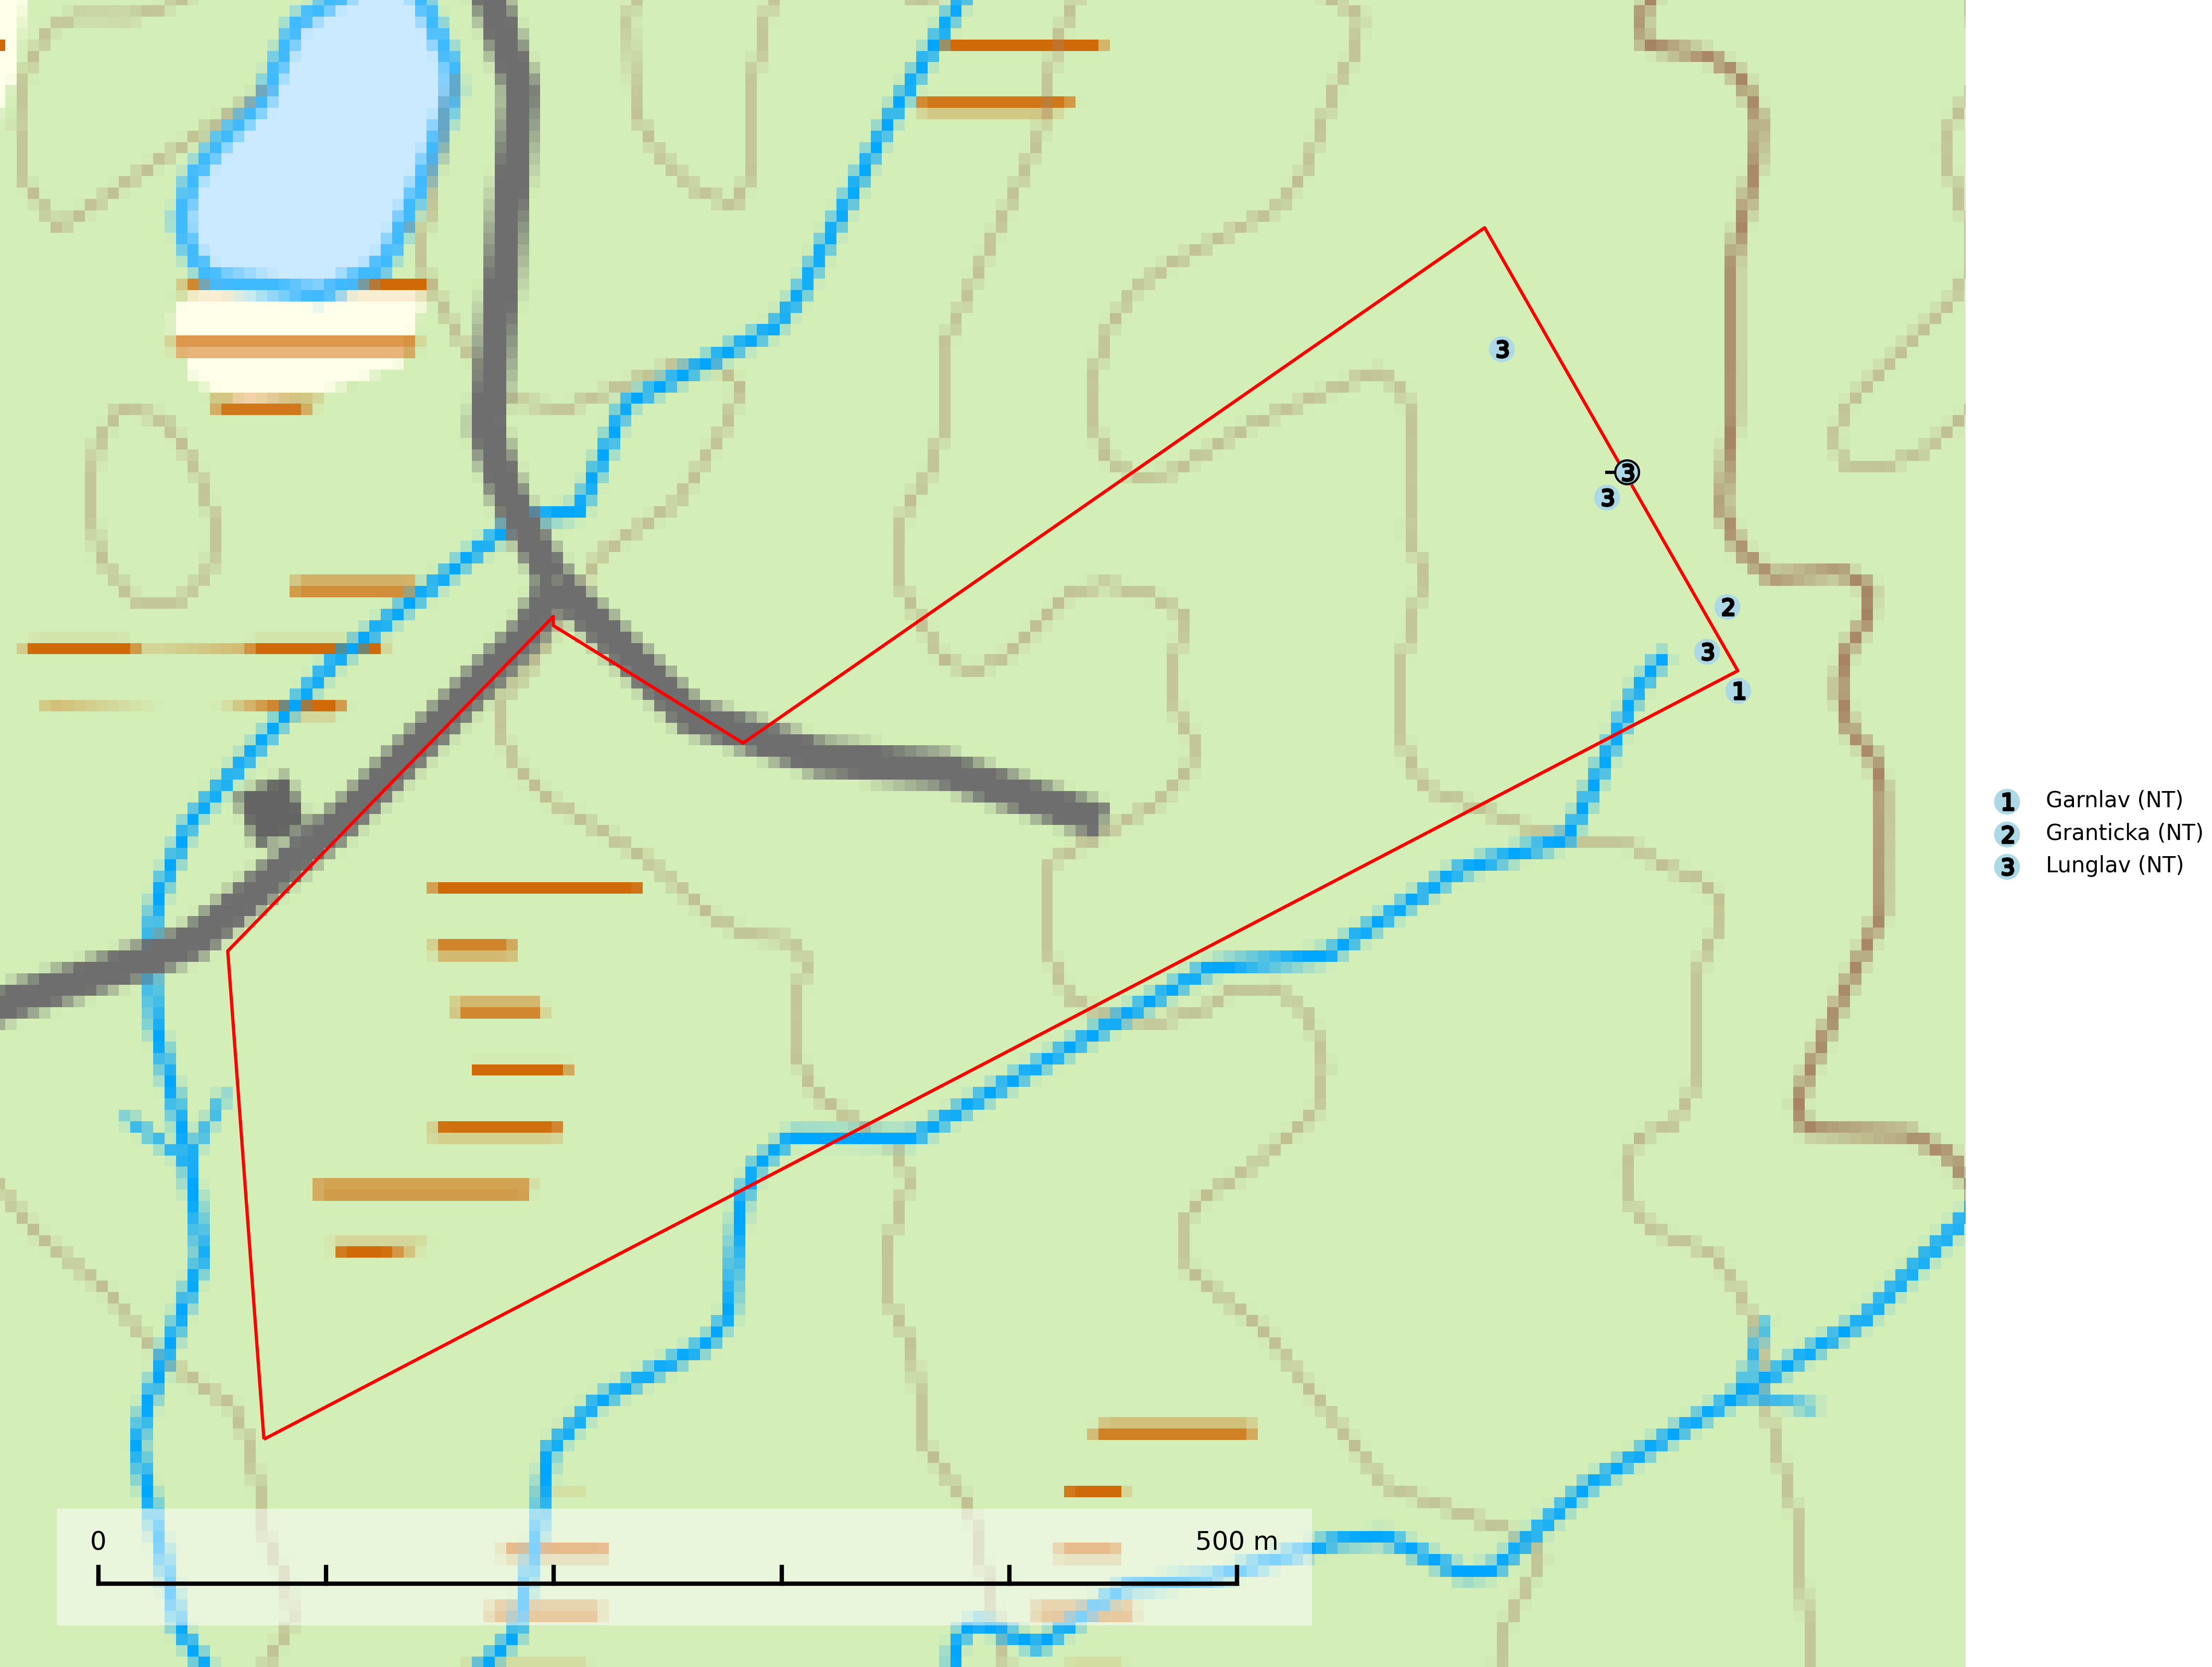 3
3
3
2
3
1
1 Garnlav (NT)
2 Granticka (NT)
3 Lunglav (NT)
0 500 m